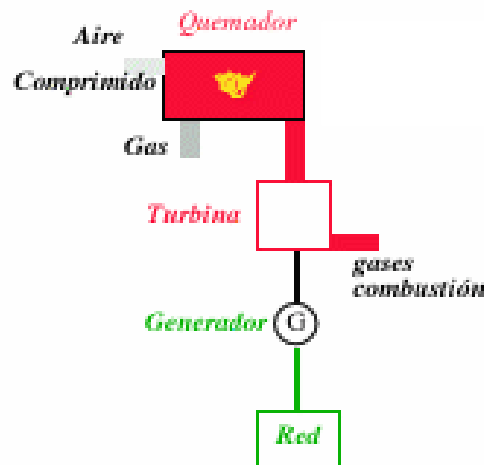 Quemador
Aire
Comprimido
Gas
Turbina
gases
combustión
Generador
G
Red